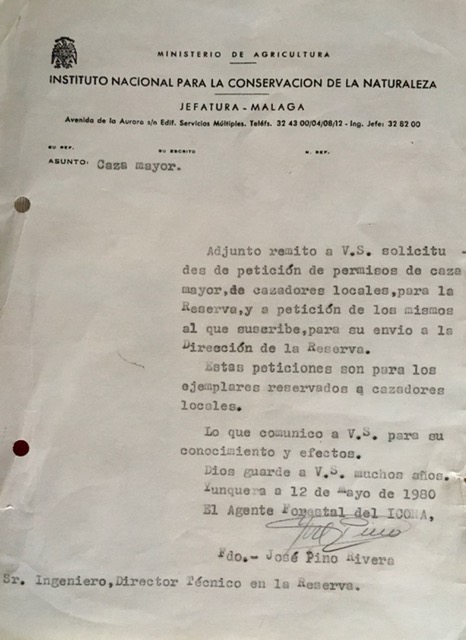 MINISTERIO DE AGRICULTURA
INSTITUTO NACIONAL PARA LA CONSERVACION DE LA NATURALEZA
JEFATURA - MALAGA
Avenida de la Aurora s/n Edif. Servicios Múltiples. Teléfs. 32 43 00/04/08/12 - Ing. Jefe: 32 82 00
SU REF. SU ESCRITO N. REF.
ASUNTO: Caza mayor.
Adjunto remito a V.S. solicitu -
des de petición de permisos de caza
mayor,de cazadores locales,para la
Reserva,y a petición de los mismos
al que suscribe,para su envio a la
Dirección de la Reserva.
Estas peticiones son para los
ejemplares reservados a cazadores
locales.
Lo que comunico a V.S. para su
conocimiento y efectos.
Dios guarde a V.S. muchos años.
Yunquera a 12 de Mayo de 1980
El Agente Forestal del ICONA,
Fdo.- José Pino Rivera
Sr. Ingeniero,Director Técnico en la Reserva.